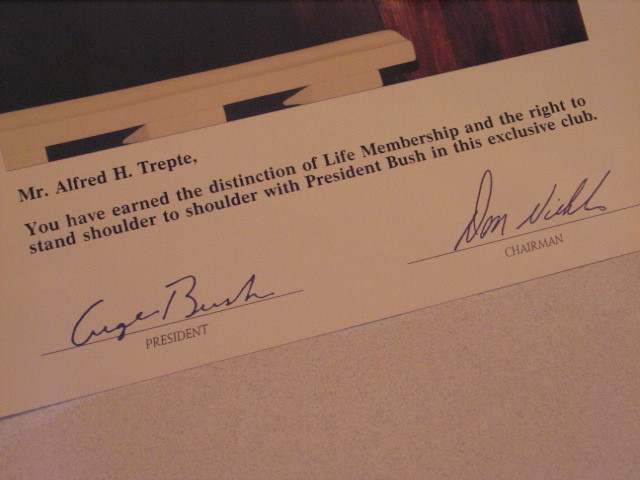 Mr. Alfred H. Trepte,
You have earned the distinction of Life Membership and the right to
stand shoulder to shoulder with President Bush in this exclusive club.
Don Nickles
CHAIRMAN
George Bush
PRESIDENT